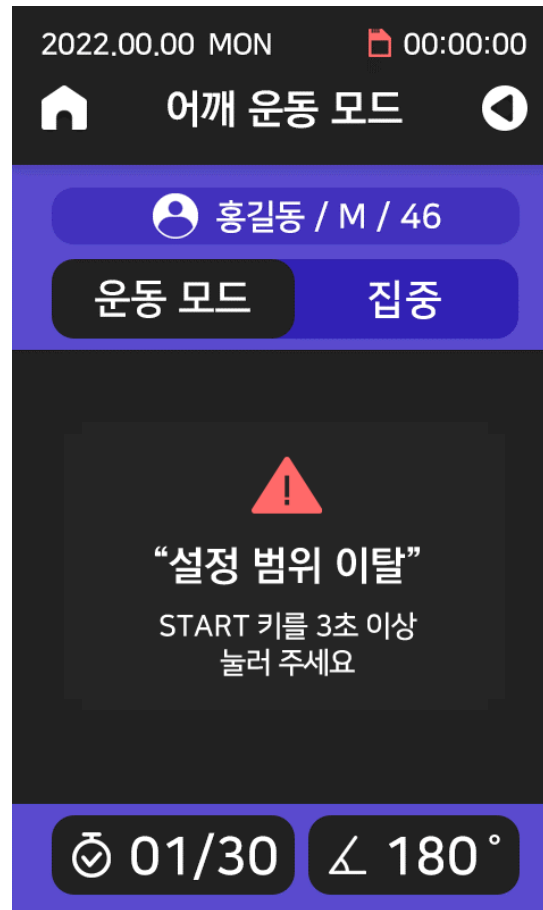 2022.00.00 MON 00:00:00
어깨 운동 모드
홍길동 / M / 46
운동 모드 집중
“설정 범위 이탈”
START 키를 3초 이상
눌러 주세요
01/30 180°